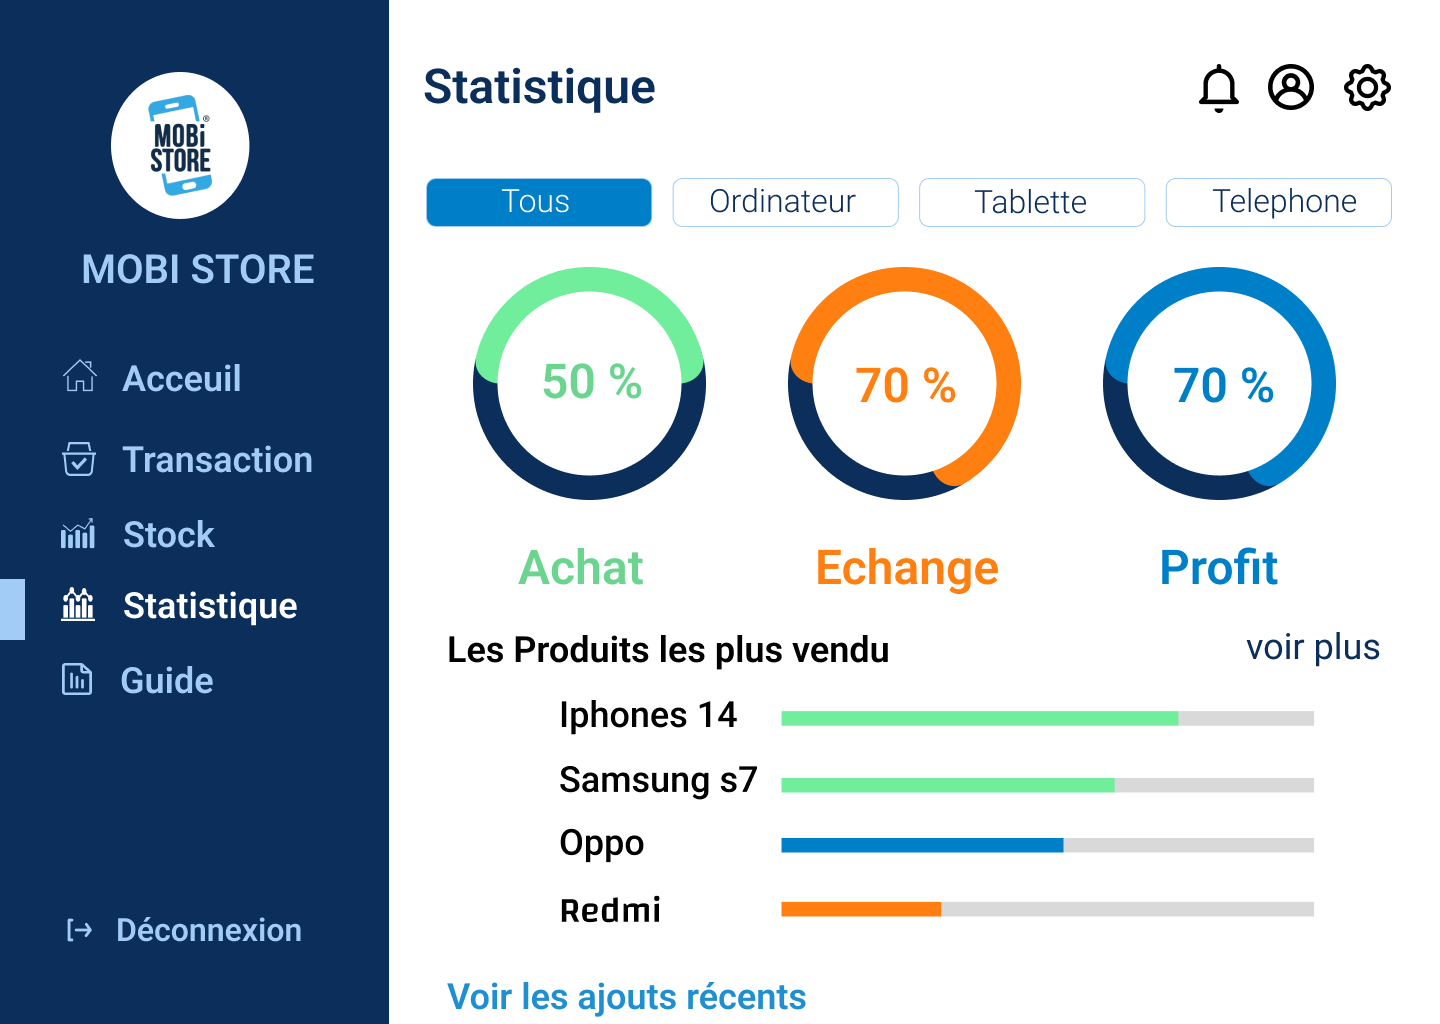 MOBi
STORE
®
MOBI STORE
Acceuil
Transaction
Stock
Statistique
Guide
Déconnexion
Statistique
Tous Ordinateur Tablette Telephone
50 % 70 % 70 %
Achat Echange Profit
Les Produits les plus vendu voir plus
Iphones 14
Samsung s7
Oppo
Redmi
Voir les ajouts récents